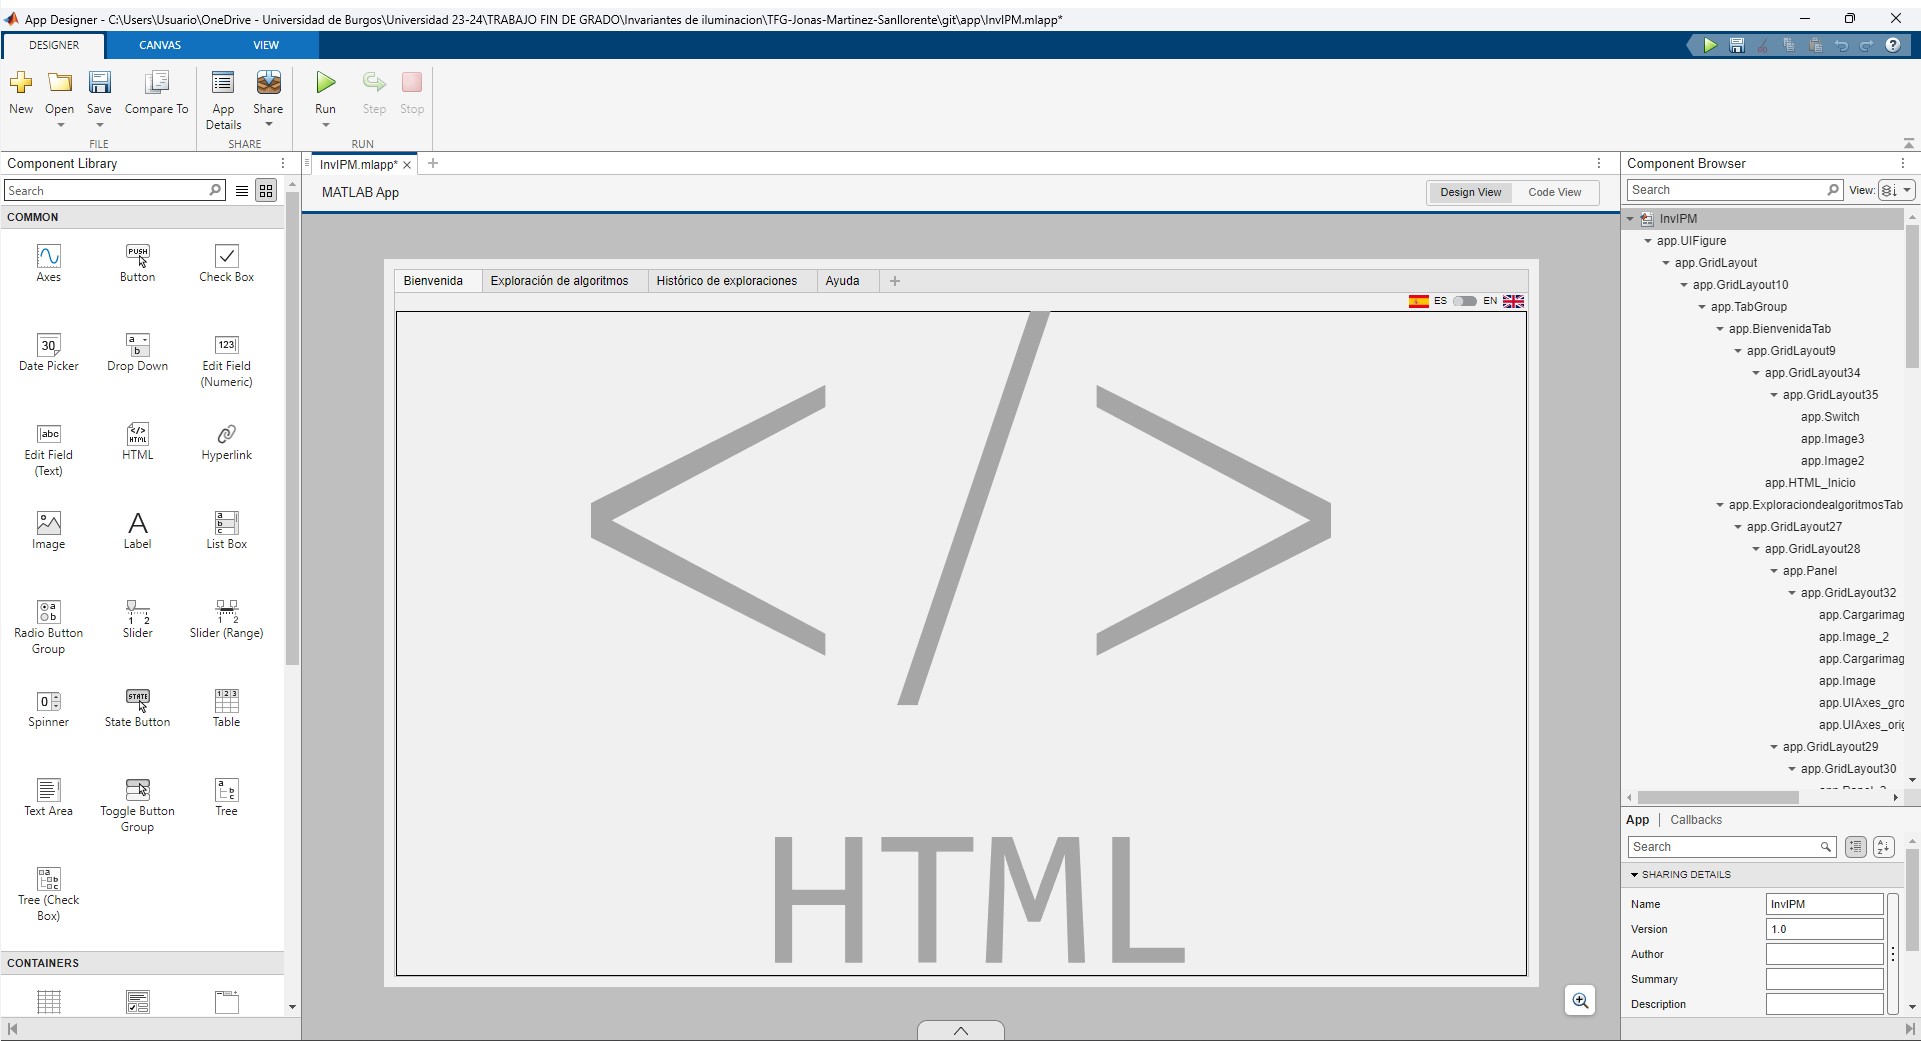 App Designer - C:\Users\Usuario\OneDrive - Universidad de Burgos\Universidad 23-24\TRABAJO FIN DE GRADO\Invariantes de iluminacion\TFG-Jonas-Martinez-Sanllorente\git\app\InvIPM.mlapp*
DESIGNER CANVAS VIEW
New Open Save Compare To App Details Share Run Step Stop
FILE SHARE RUN
Component Library
Search
COMMON
Axes Button Check Box
Date Picker Drop Down Edit Field (Numeric)
Edit Field (Text) HTML Hyperlink
Image Label List Box
Radio Button Group Slider Slider (Range)
Spinner State Button Table
Text Area Toggle Button Group Tree
Tree (Check Box)
CONTAINERS
InvIPM.mlapp*
MATLAB App
Design View Code View
Bienvenida Exploración de algoritmos Histórico de exploraciones Ayuda
ES EN
</>
HTML
Component Browser
Search View:
InvIPM
app.UIFigure
app.GridLayout
app.GridLayout10
app.TabGroup
app.BienvenidaTab
app.GridLayout9
app.GridLayout34
app.GridLayout35
app.Switch
app.Image3
app.Image2
app.HTML_Inicio
app.ExploraciondealgoritmosTab
app.GridLayout27
app.GridLayout28
app.Panel
app.GridLayout32
app.Cargarimag
app.Image_2
app.Cargarimag
app.Image
app.UIAxes_gro
app.UIAxes_orig
app.GridLayout29
app.GridLayout30
App Callbacks
Search
SHARING DETAILS
Name InvIPM
Version 1.0
Author
Summary
Description